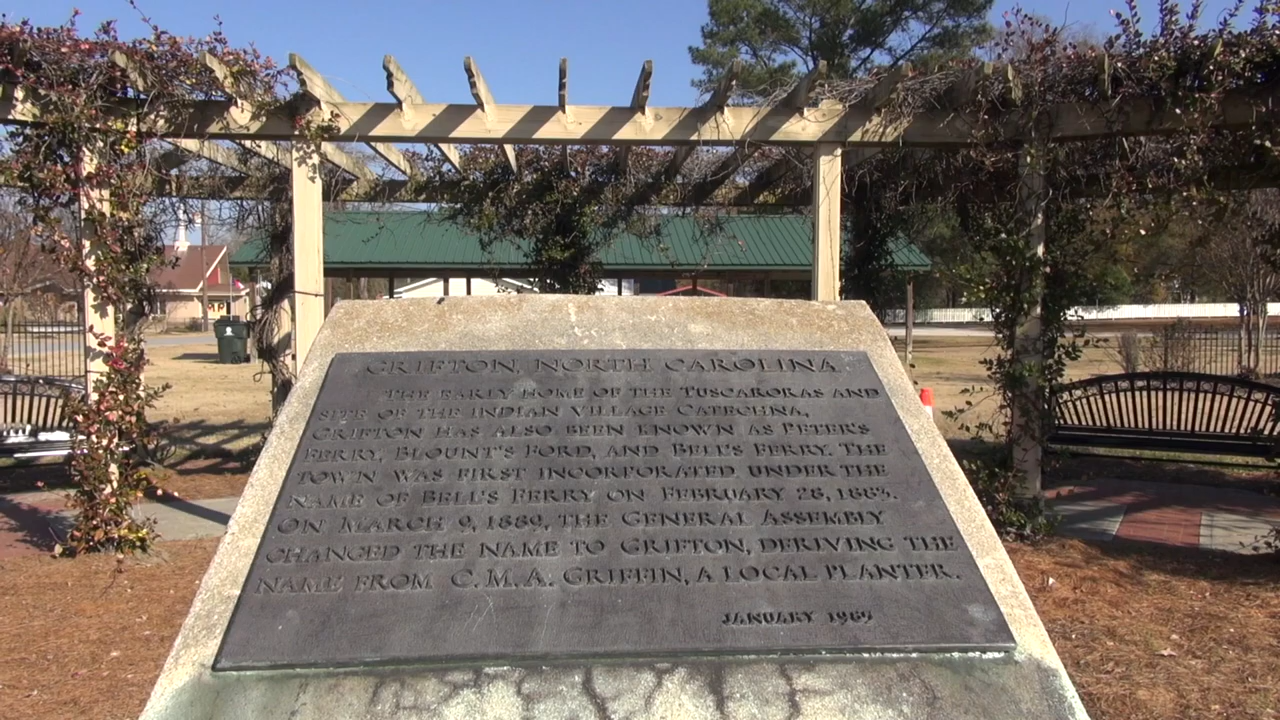 GRIFTON, NORTH CAROLINA
THE EARLY HOME OF THE TUSCARORAS AND
SITE OF THE INDIAN VILLAGE CATECHNA,
GRIFTON HAS ALSO BEEN KNOWN AS PETER'S
FERRY, BLOUNT'S FORD, AND BELL'S FERRY. THE
TOWN WAS FIRST INCORPORATED UNDER THE
NAME OF BELL'S FERRY ON FEBRUARY 28, 1883.
ON MARCH 9, 1889, THE GENERAL ASSEMBLY
CHANGED THE NAME TO GRIFTON, DERIVING THE
NAME FROM C.M.A. GRIFFIN, A LOCAL PLANTER.
JANUARY 1965